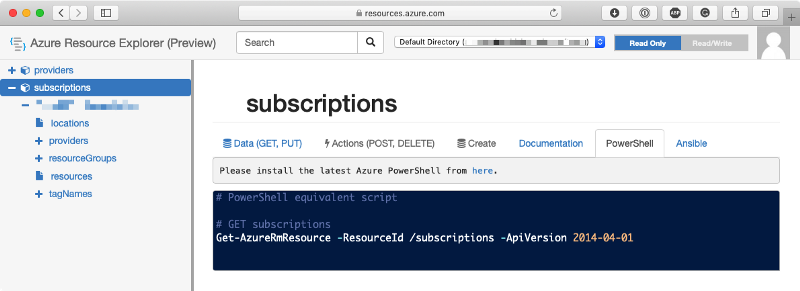 resources.azure.com
Azure Resource Explorer (Preview)
Search
Default Directory (
Read Only
Read/Write
providers
subscriptions
locations
providers
resourceGroups
resources
tagNames
subscriptions
Data (GET, PUT)
Actions (POST, DELETE)
Create
Documentation
PowerShell
Ansible
Please install the latest Azure PowerShell from here.
# PowerShell equivalent script
# GET subscriptions
Get-AzureRmResource -ResourceId /subscriptions -ApiVersion 2014-04-01